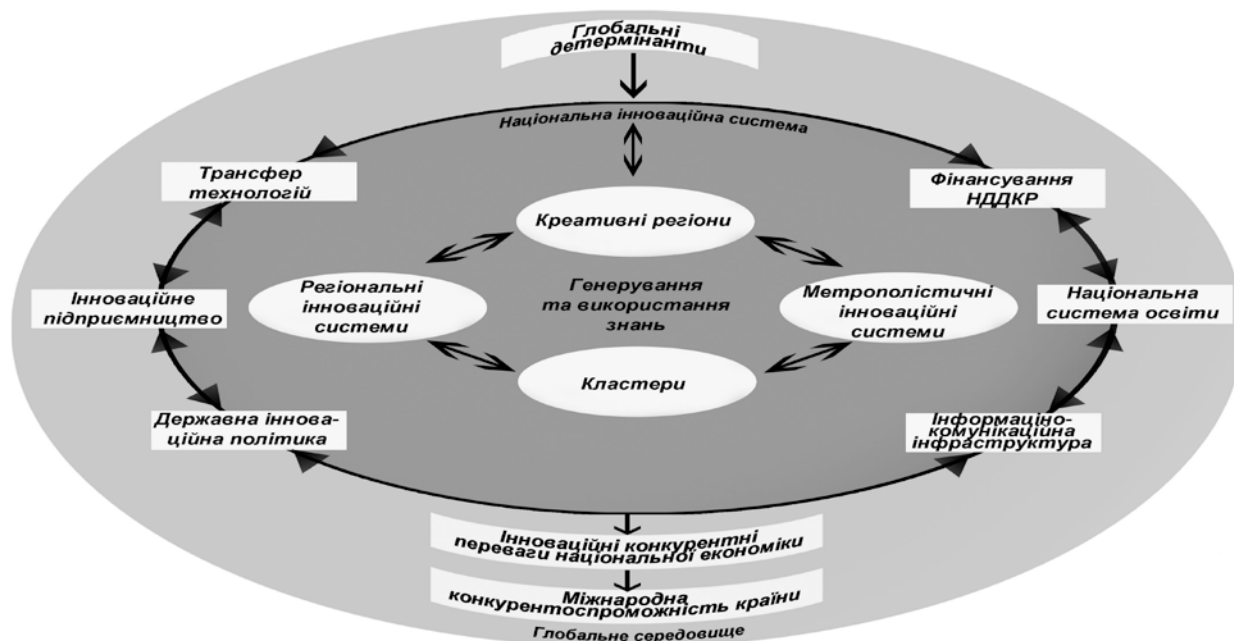 Глобальні
детермінанти
Національна інноваційна система
Трансфер
технологій
Фінансування
НДДКР
Креативні регіони
Регіональні
інноваційні
системи
Генерування
та використання
знань
Метрополістичні
інноваційні
системи
Інноваційне
підприємництво
Національна
система освіти
Кластери
Державна іннова-
ційна політика
Інформаціно-
комунікаційна
інфраструктура
Інноваційні конкурентні
переваги національної економіки
Міжнародна
конкурентоспроможність країни
Глобальне середовище